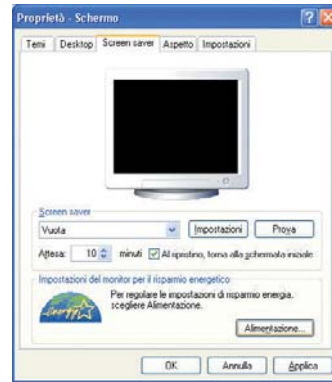 Proprietà - Schermo
Temi Desktop Screen saver Aspetto Impostazioni
Screen saver
Vuota Impostazioni Prova
Attesa: 10 minuti Al ripristino, torna alla schermata iniziale
Impostazioni del monitor per il risparmio energetico
Per regolare le impostazioni di risparmio energia,
scegliere Alimentazione.
energy
Alimentazione...
OK Annulla Applica